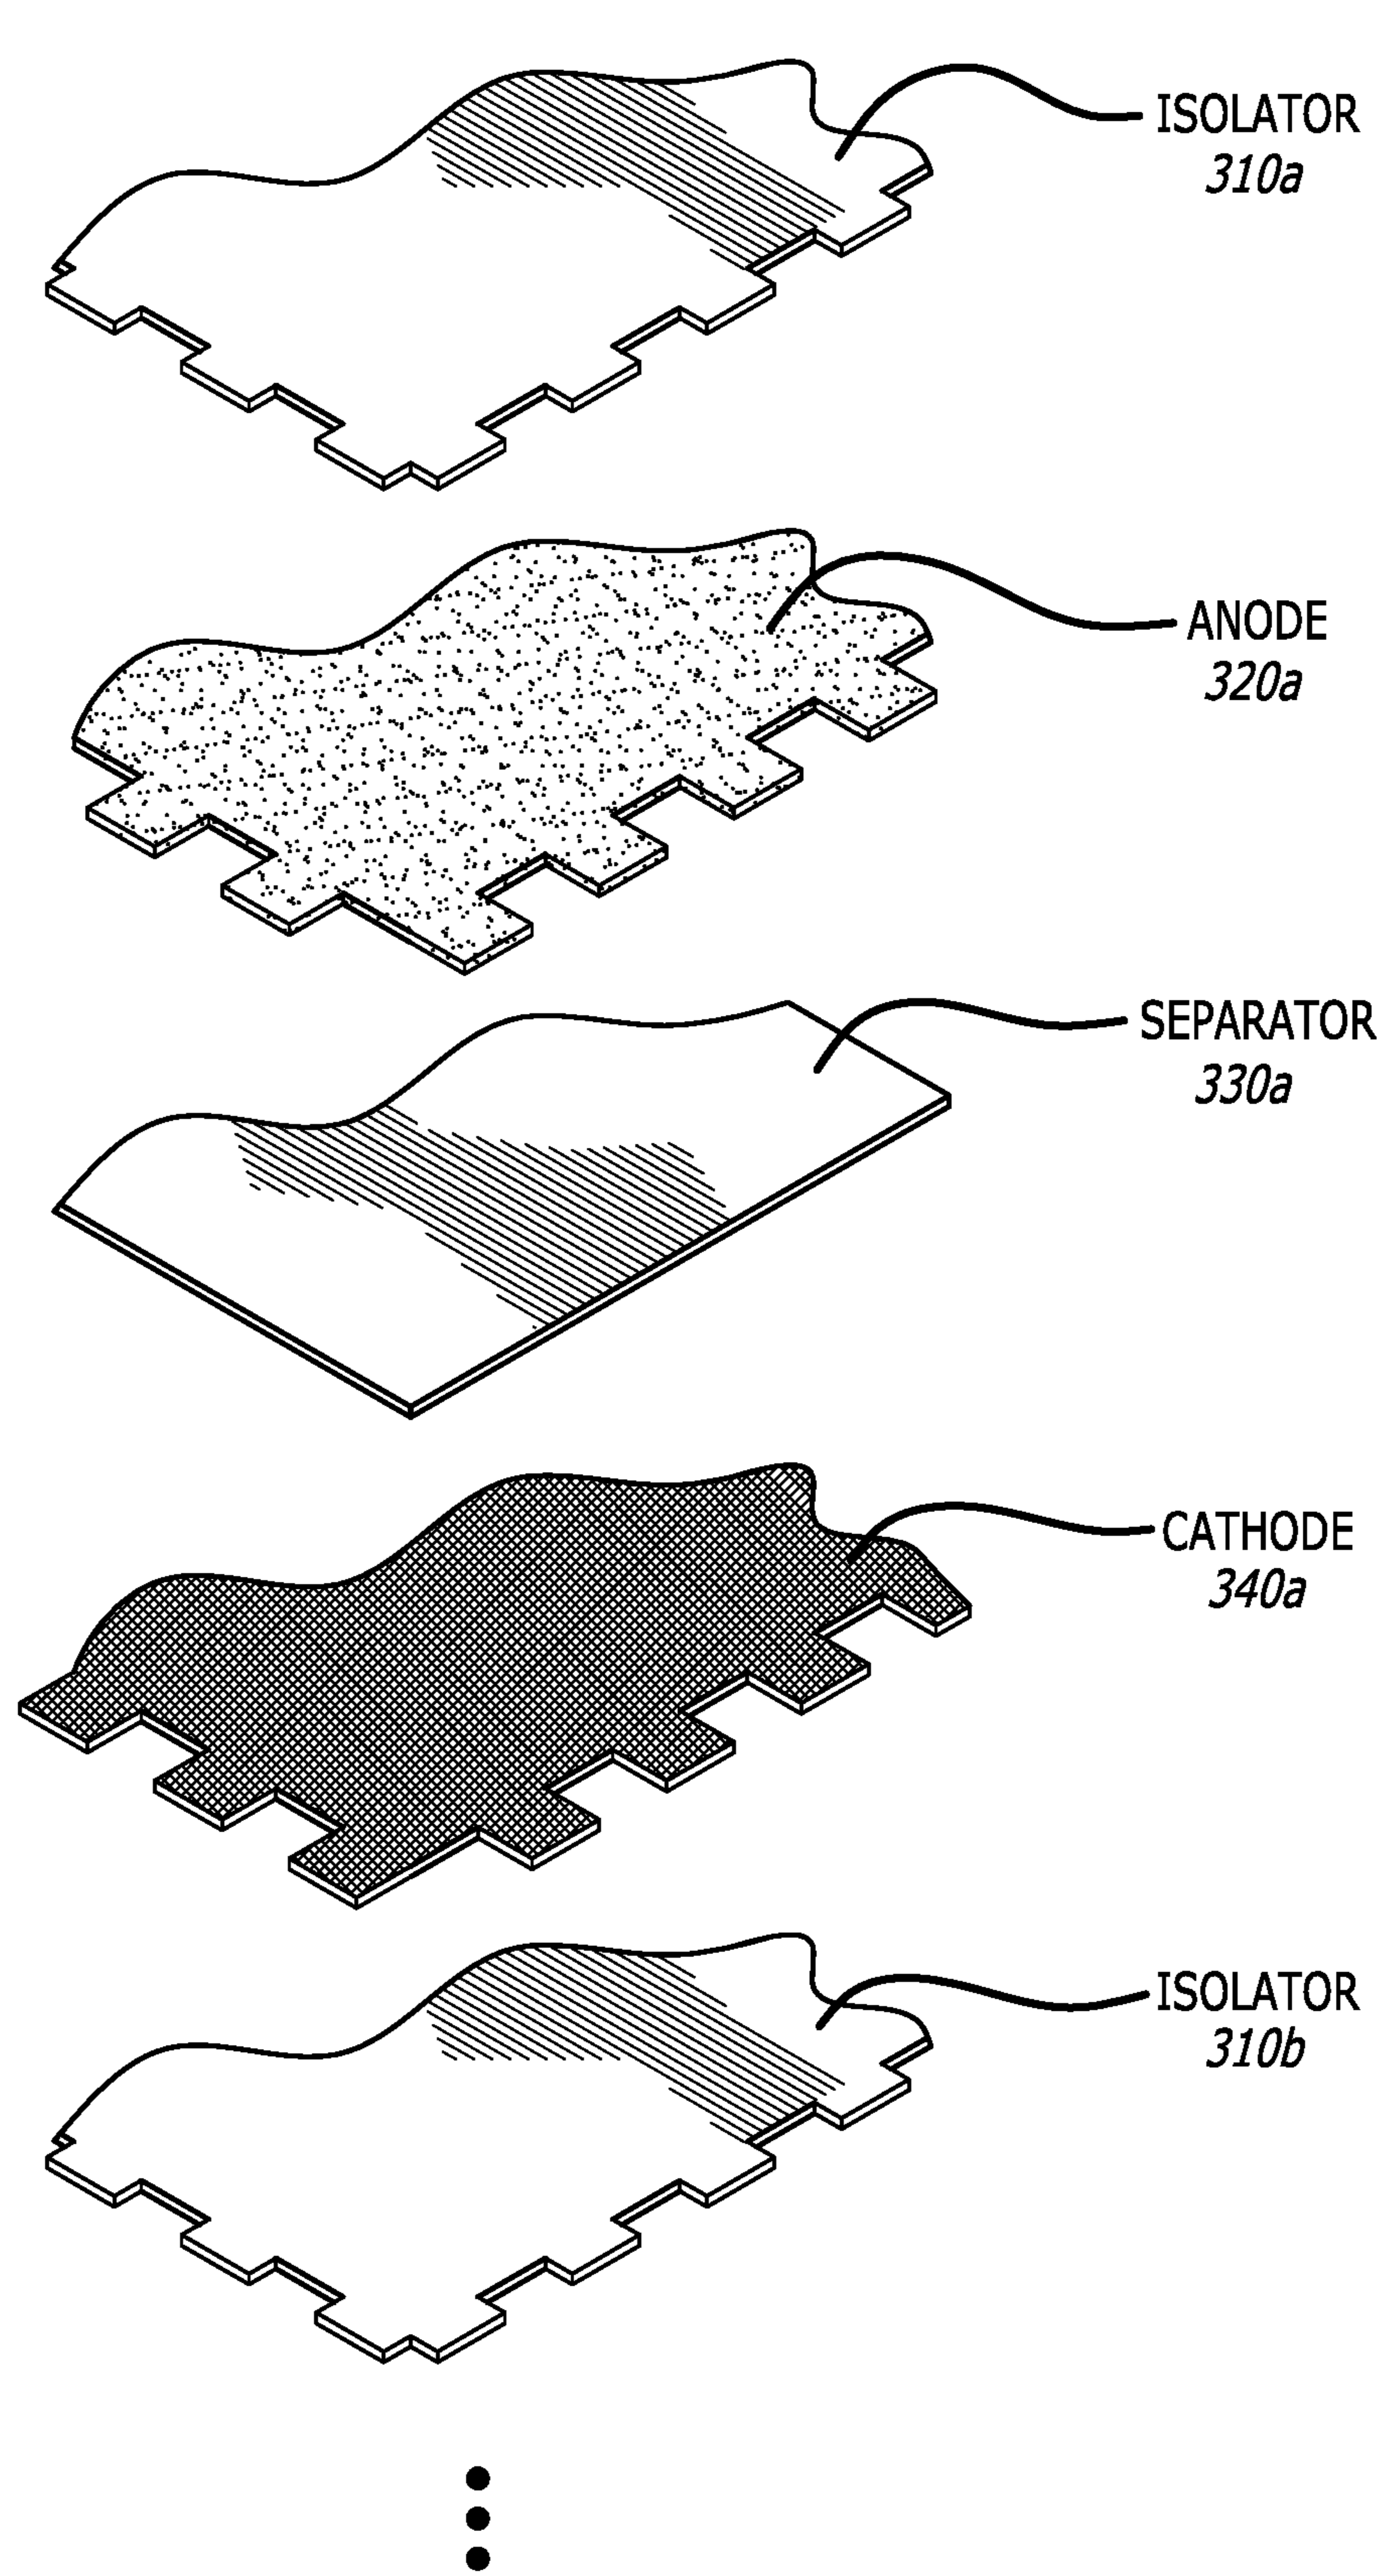 ISOLATOR
310a
ANODE
320a
SEPARATOR
330a
CATHODE
340a
ISOLATOR
310b